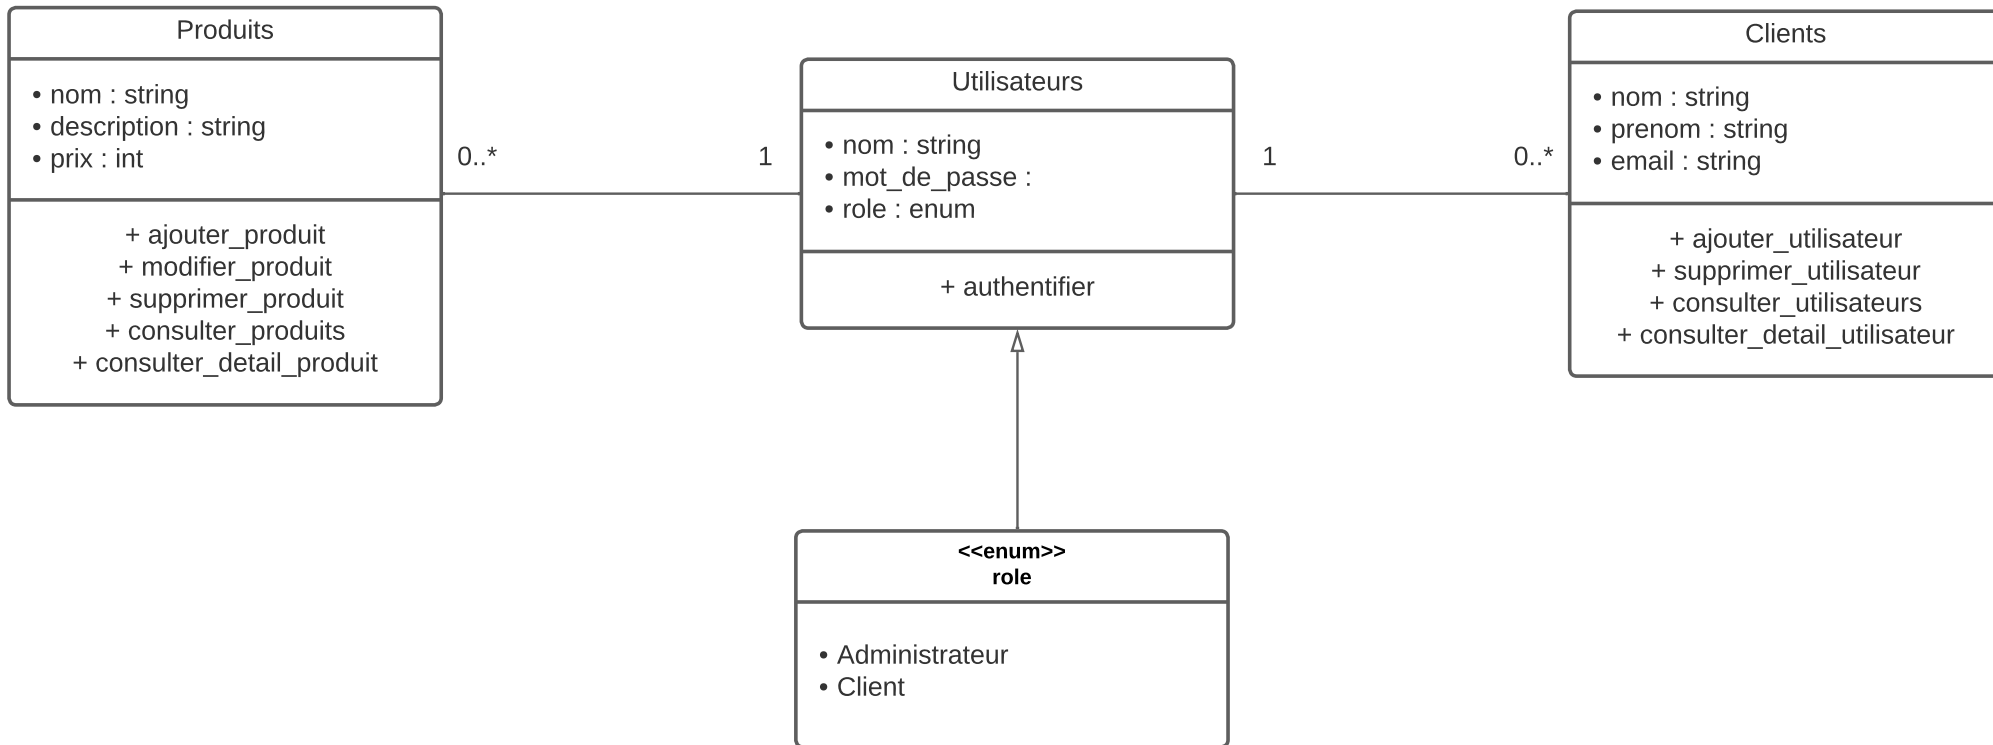 Produits
• nom : string
• description : string
• prix : int
+ ajouter_produit
+ modifier_produit
+ supprimer_produit
+ consulter_produits
+ consulter_detail_produit
0..*
1
Utilisateurs
• nom : string
• mot_de_passe :
• role : enum
+ authentifier
1
0..*
Clients
• nom : string
• prenom : string
• email : string
+ ajouter_utilisateur
+ supprimer_utilisateur
+ consulter_utilisateurs
+ consulter_detail_utilisateur
<<enum>>
role
• Administrateur
• Client